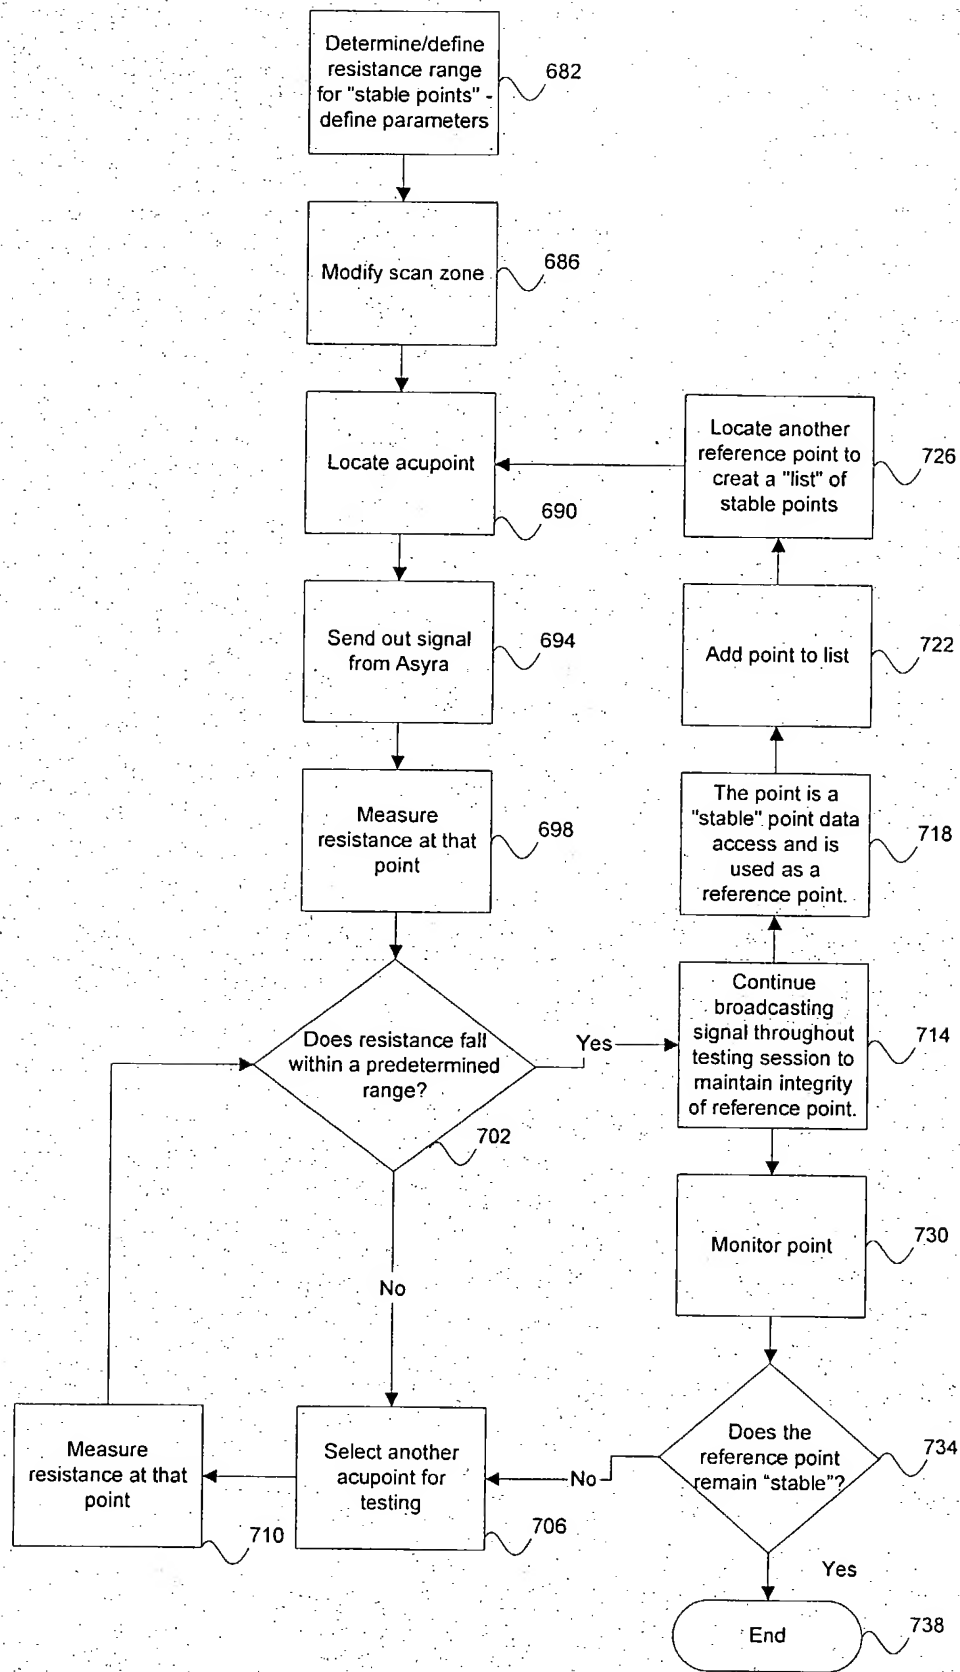 Determine/define
resistance range
for "stable points" -
define parameters
682
Modify scan zone
686
Locate acupoint
690
Locate another
reference point to
creat a "list" of
stable points
726
Send out signal
from Asyra
694
Add point to list
722
Measure
resistance at that
point
698
The point is a
"stable" point data
access and is
used as a
reference point.
718
Does resistance fall
within a predetermined
range?
702
Yes
Continue
broadcasting
signal throughout
testing session to
maintain integrity
of reference point.
714
Monitor point
730
No
Measure
resistance at that
point
710
Select another
acupoint for
testing
706
No
Does the
reference point
remain "stable"?
734
Yes
End
738